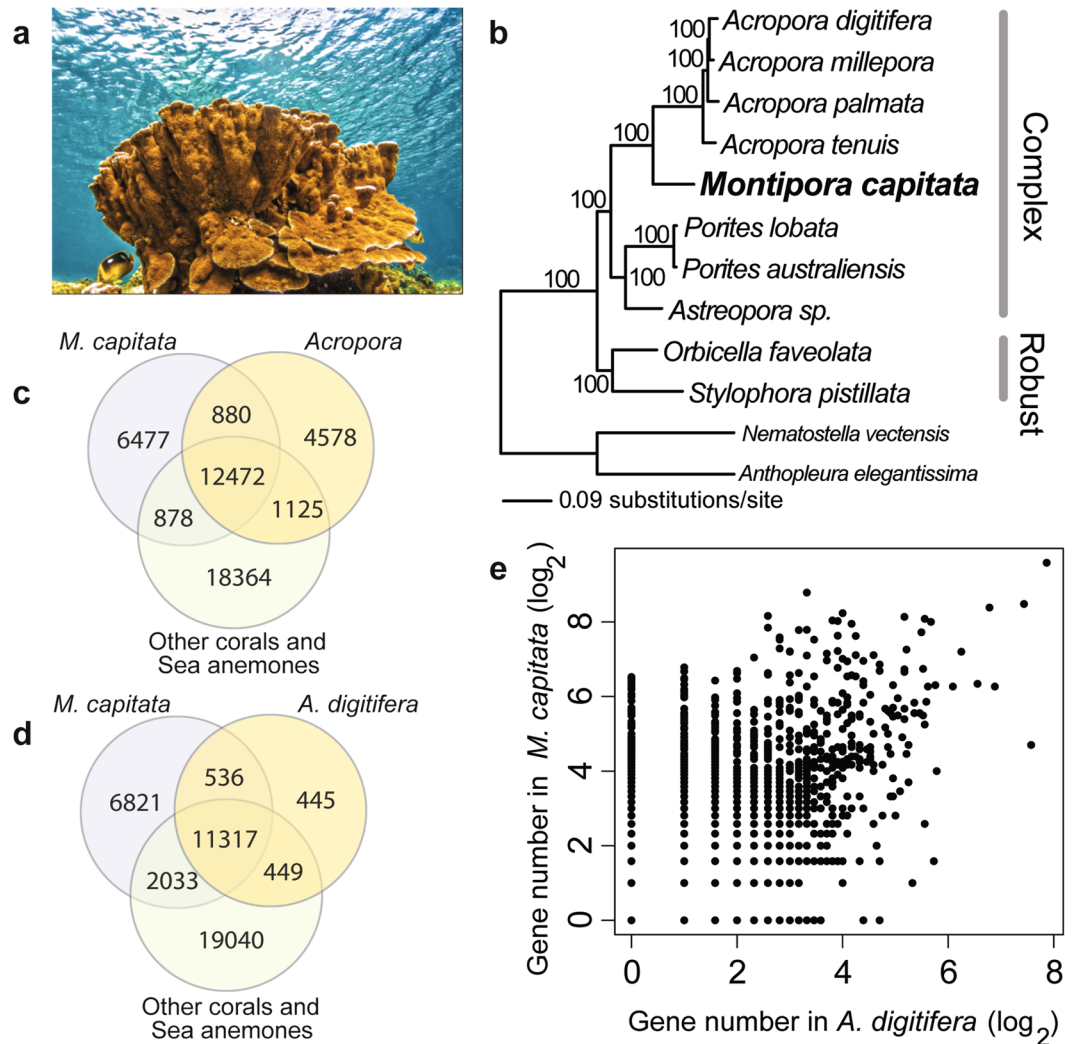 a
b
100
Acropora digitifera
100
Acropora millepora
100
Acropora palmata
100
Acropora tenuis
Montipora capitata
100
100
Porites lobata
100
Porites australiensis
Astreopora sp.
100
Orbicella faveolata
100
Stylophora pistillata
Nematostella vectensis
Anthopleura elegantissima
0.09 substitutions/site
Complex
Robust
c
M. capitata
Acropora
6477
880
4578
12472
878
1125
18364
Other corals and
Sea anemones
d
M. capitata
A. digitifera
6821
536
445
11317
2033
449
19040
Other corals and
Sea anemones
e
Gene number in M. capitata (log2)
8
6
4
2
0
0 2 4 6 8
Gene number in A. digitifera (log2)